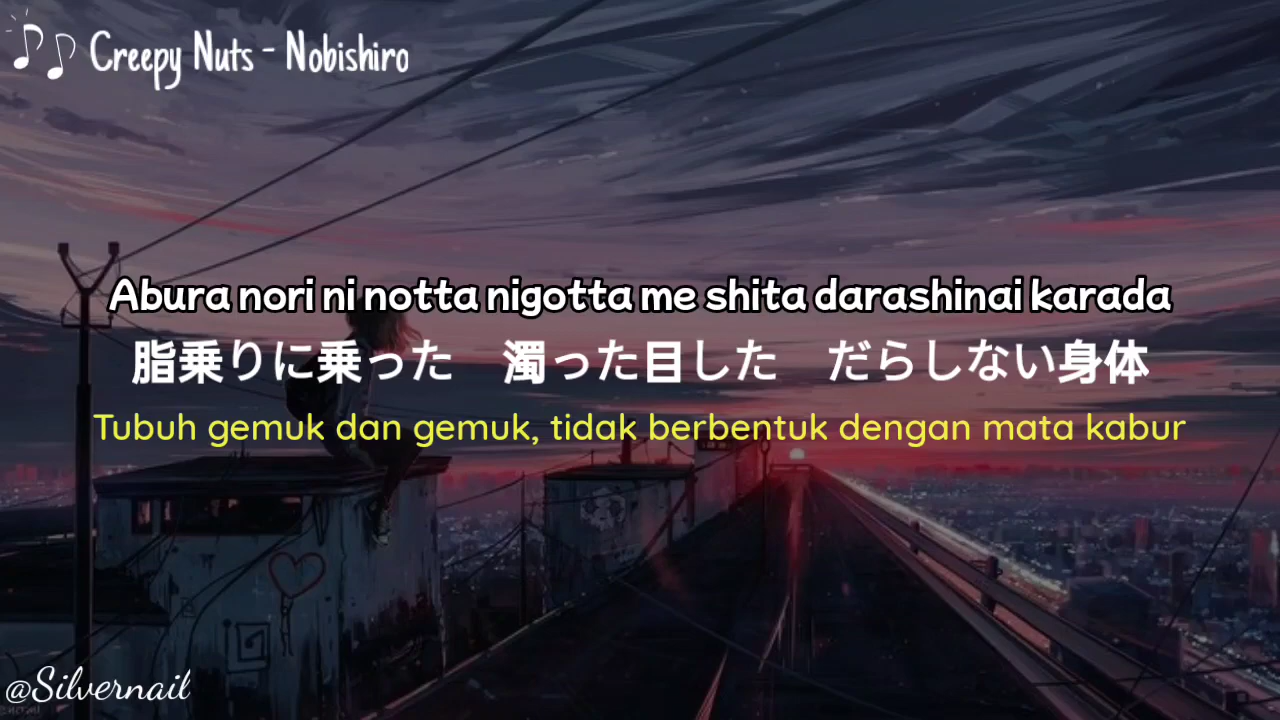 Creepy Nuts - Nobishiro
Abura nori ni notta nigotta me shita darashinai karada
脂乗りに乗った　濁った目した　だらしない身体
Tubuh gemuk dan gemuk, tidak berbentuk dengan mata kabur
@Silvernail